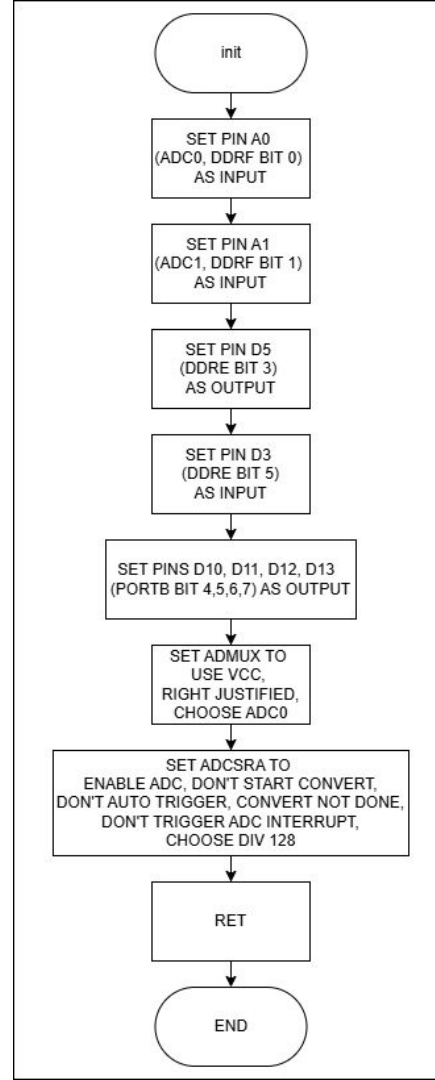 init
SET PIN A0
(ADC0, DDRF BIT 0)
AS INPUT
SET PIN A1
(ADC1, DDRF BIT 1)
AS INPUT
SET PIN D5
(DDRE BIT 3)
AS OUTPUT
SET PIN D3
(DDRE BIT 5)
AS INPUT
SET PINS D10, D11, D12, D13
(PORTB BIT 4,5,6,7) AS OUTPUT
SET ADMUX TO
USE VCC,
RIGHT JUSTIFIED,
CHOOSE ADC0
SET ADCSRA TO
ENABLE ADC, DON'T START CONVERT,
DON'T AUTO TRIGGER, CONVERT NOT DONE,
DON'T TRIGGER ADC INTERRUPT,
CHOOSE DIV 128
RET
END